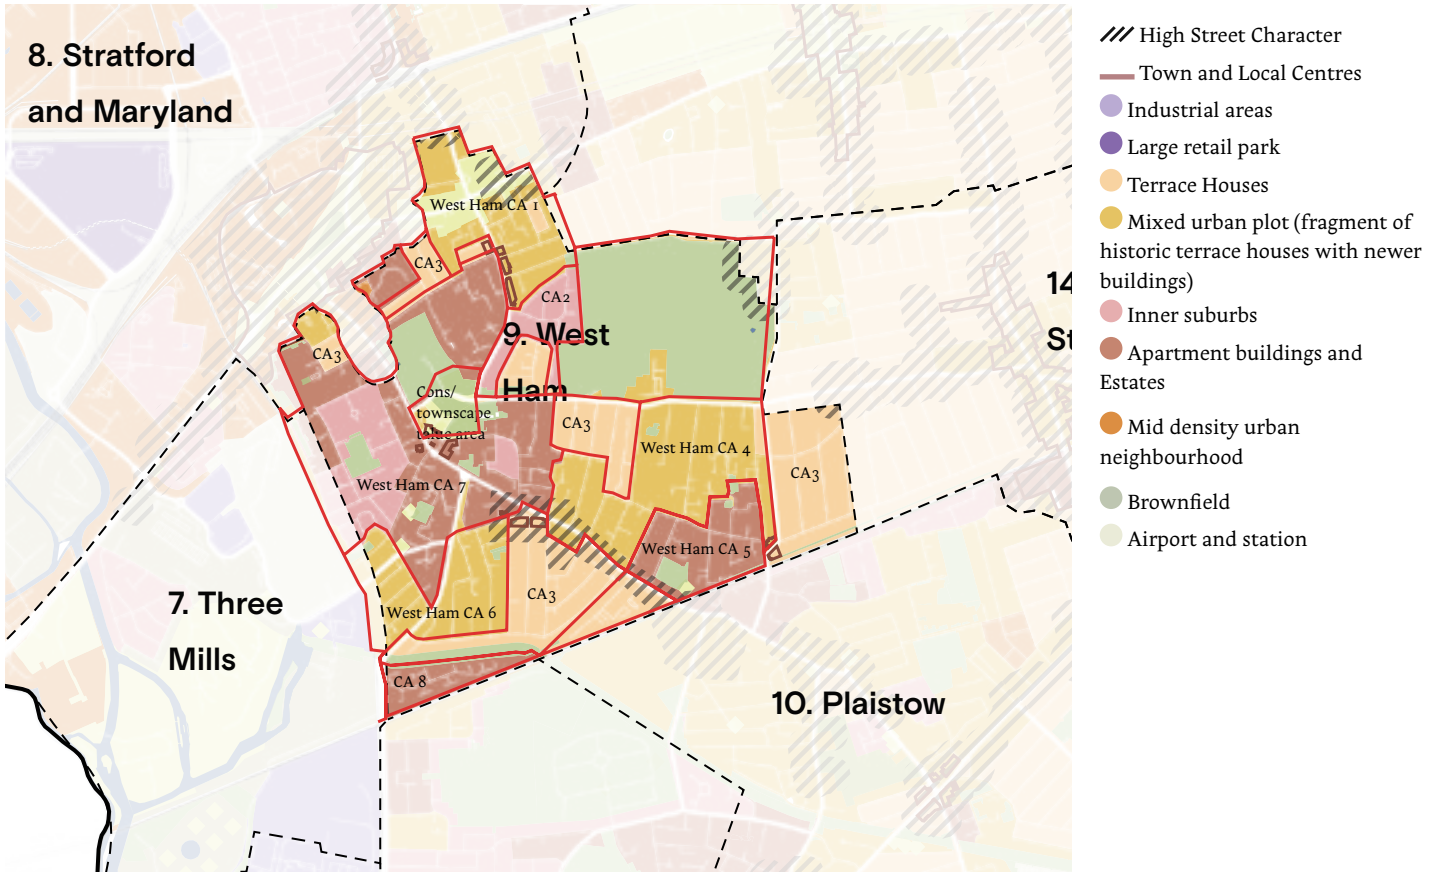 8. Stratford
and Maryland
West Ham CA 1
CA3
CA2
9. West
Ham
CA3
Cons/
townscape
value area
CA3
West Ham CA 4
CA3
West Ham CA 7
West Ham CA 5
CA3
West Ham CA 6
CA 8
7. Three
Mills
10. Plaistow
14
St
High Street Character
Town and Local Centres
Industrial areas
Large retail park
Terrace Houses
Mixed urban plot (fragment of
historic terrace houses with newer
buildings)
Inner suburbs
Apartment buildings and
Estates
Mid density urban
neighbourhood
Brownfield
Airport and station